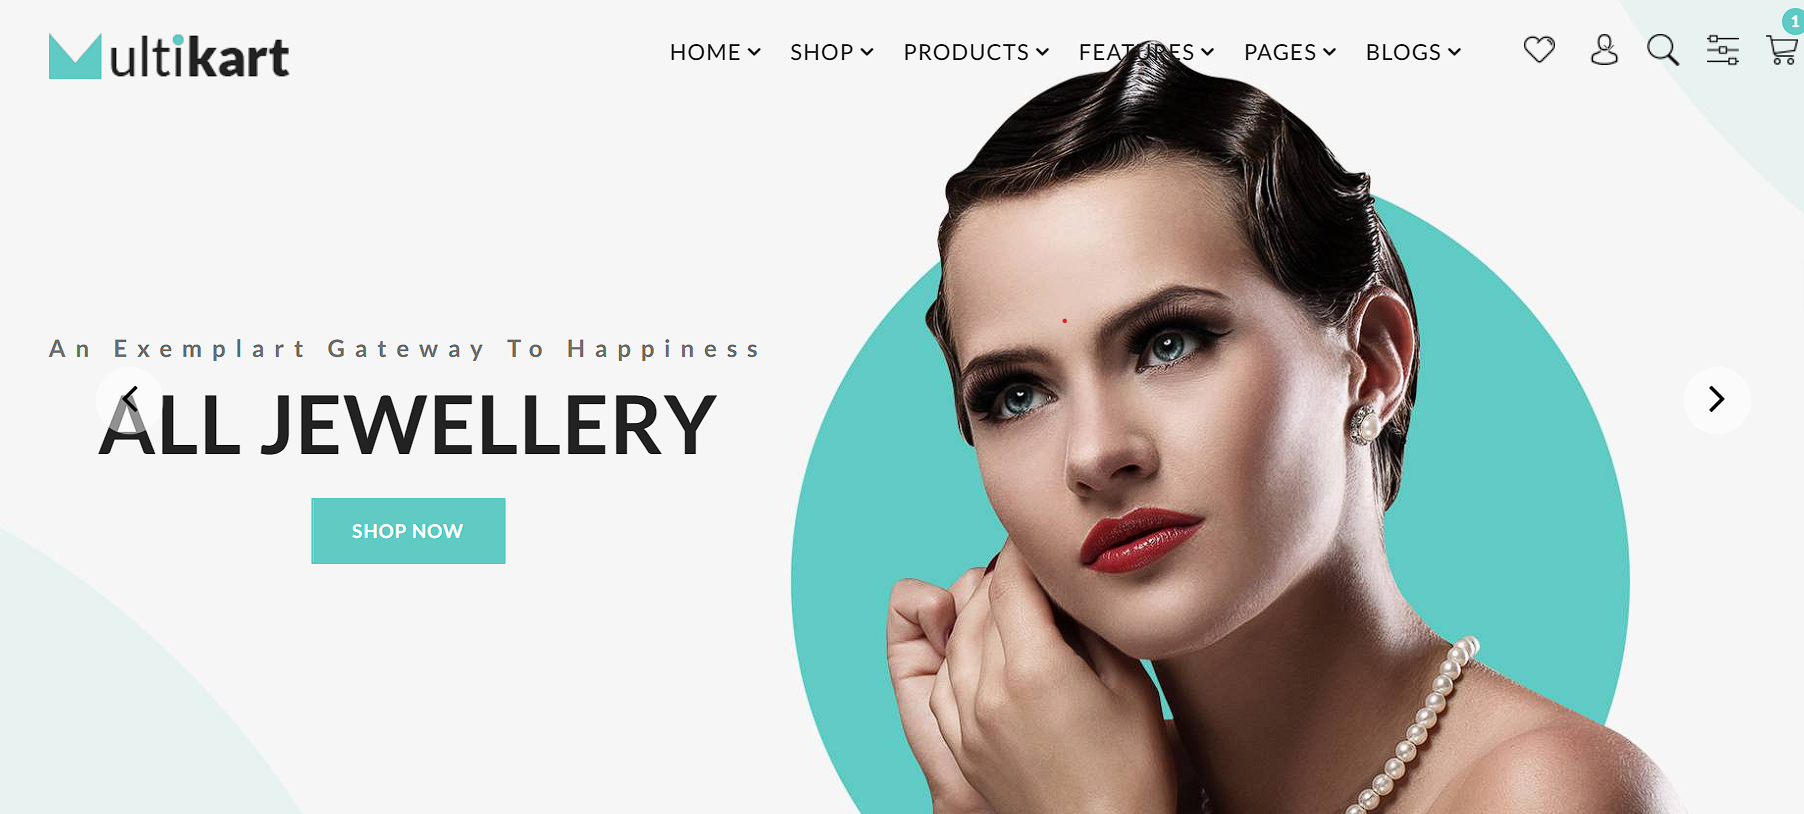 Multikart
HOME SHOP PRODUCTS FEATURES PAGES BLOGS
1
An Exemplart Gateway To Happiness
ALL JEWELLERY
SHOP NOW